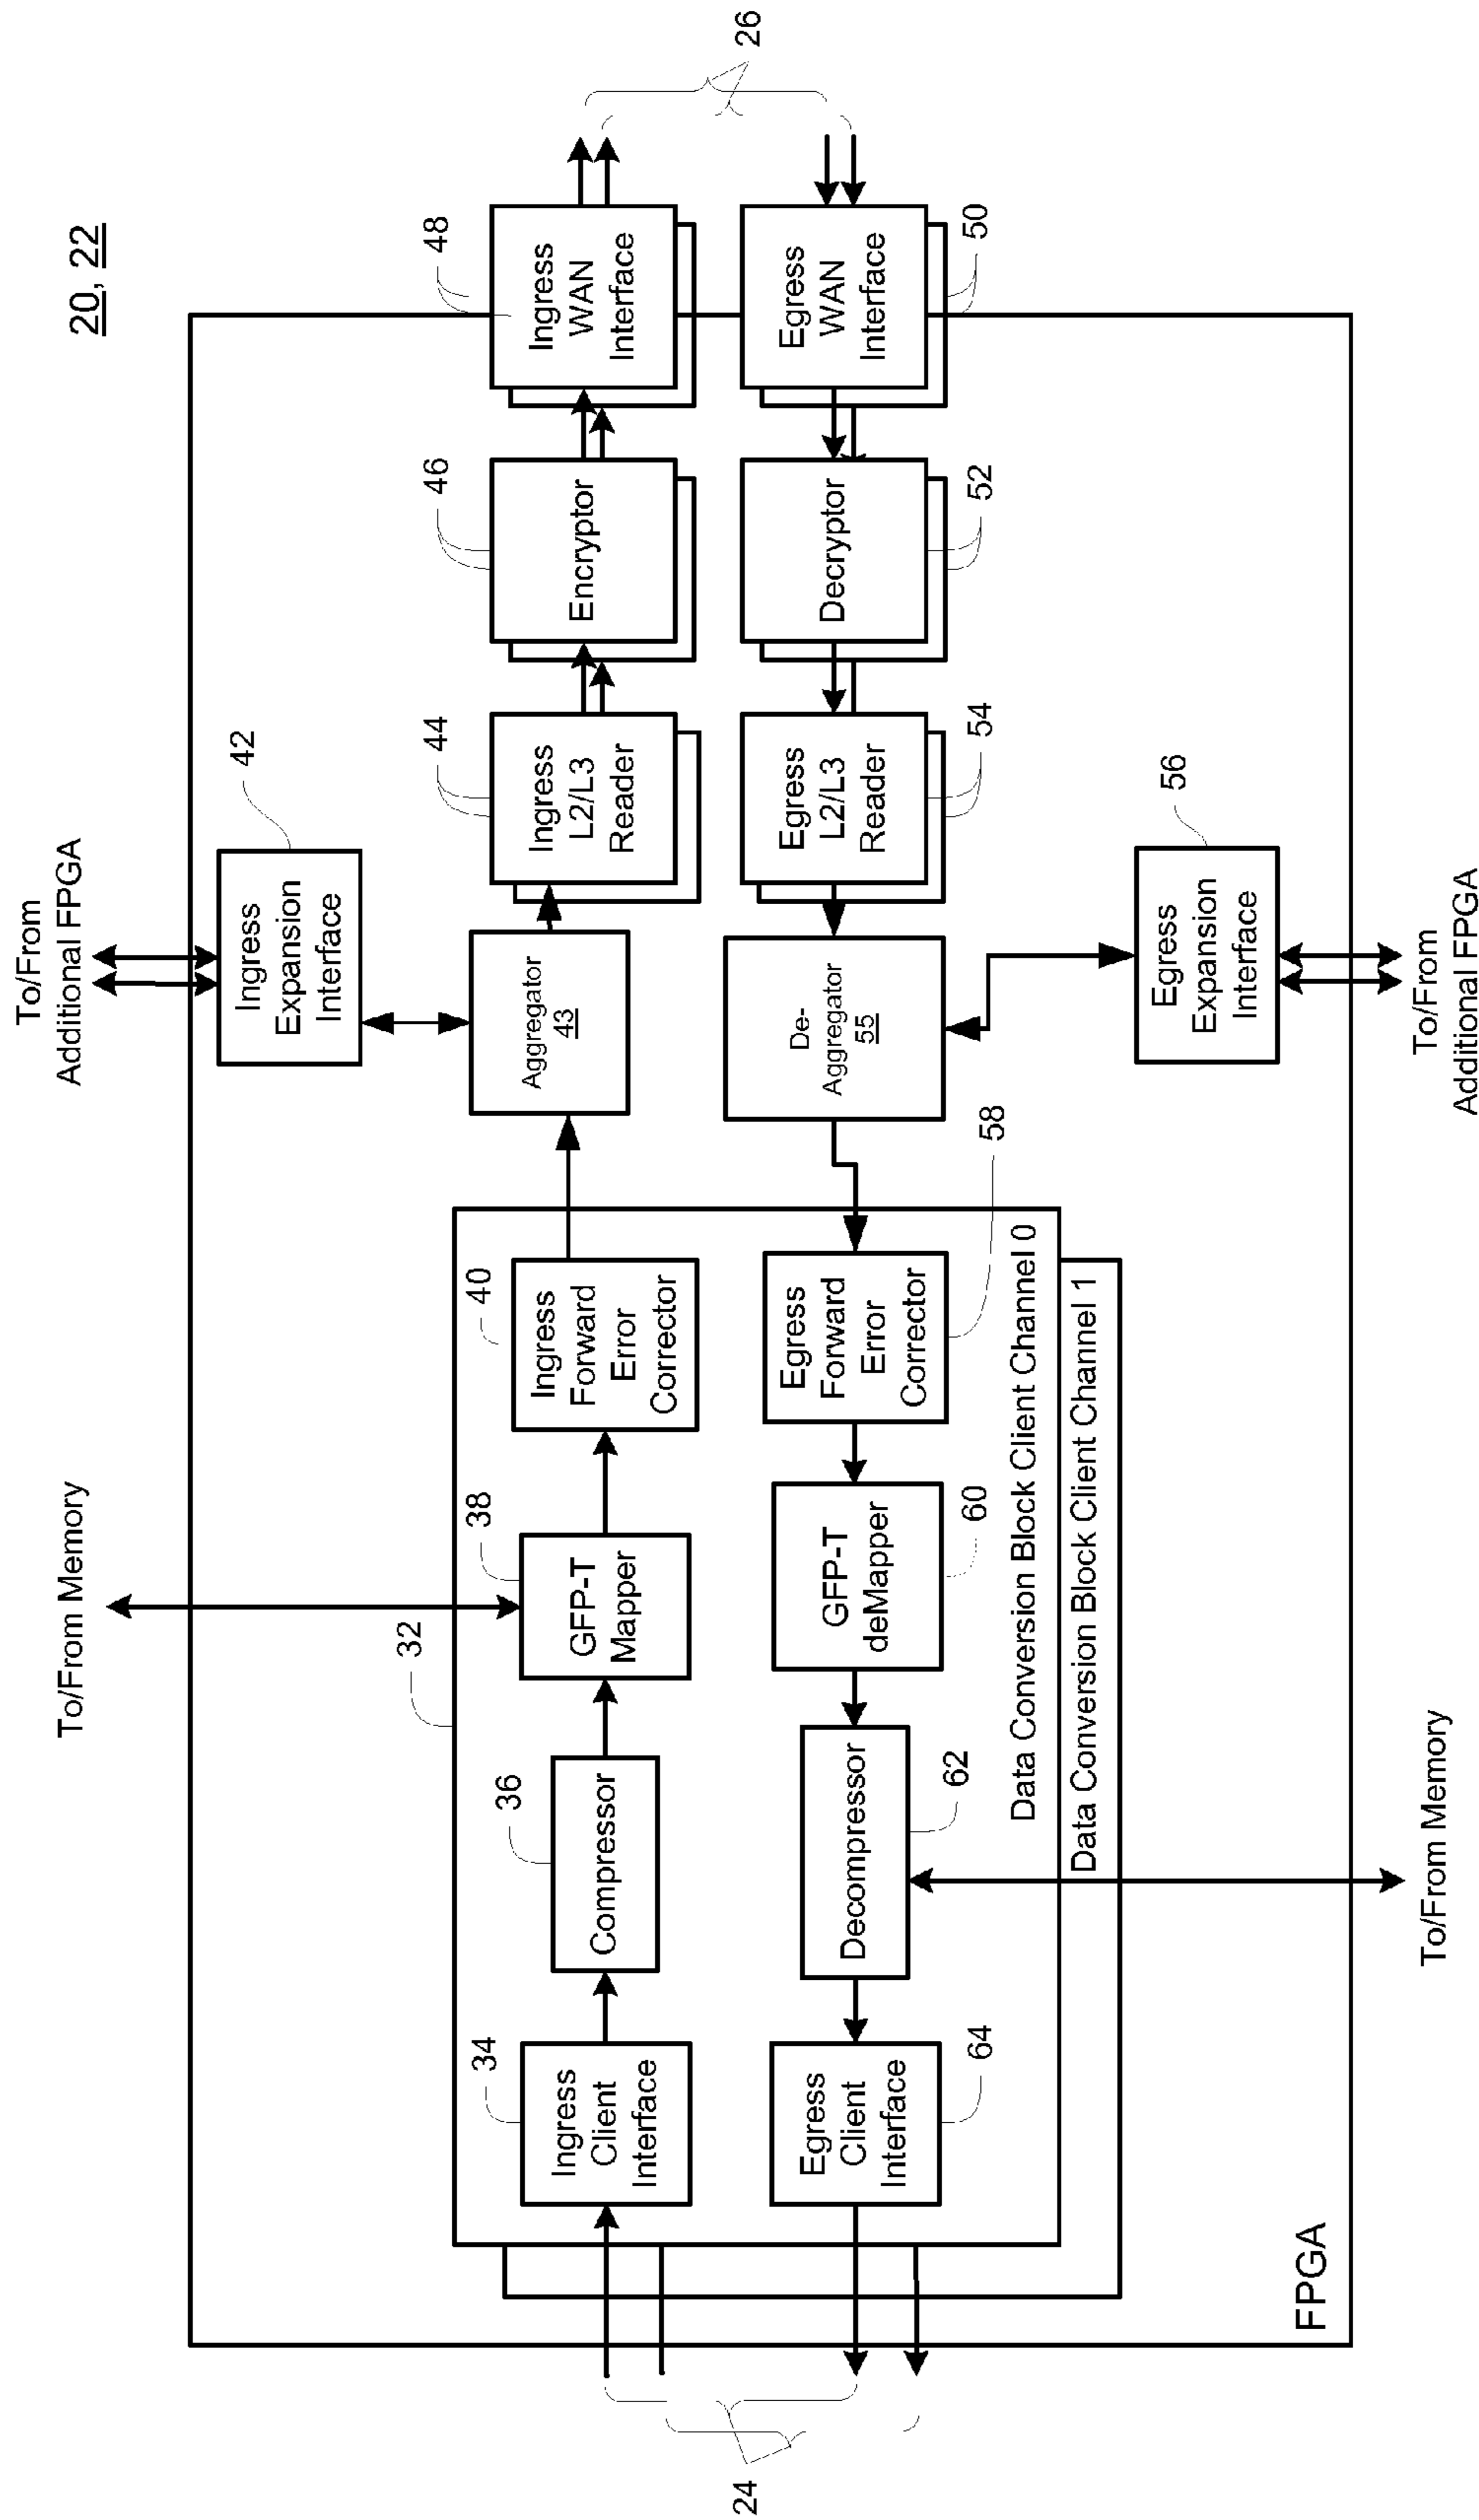 20, 22
To/From Memory
To/From
Additional FPGA
32
42
Ingress
Expansion
Interface
34
36
38
40
44
46
48
Ingress
Client
Interface
Compressor
GFP-T
Mapper
Ingress
Forward
Error
Corrector
Aggregator
43
Ingress
L2/L3
Reader
Encryptor
Ingress
WAN
Interface
24
26
Egress
Client
Interface
Decompressor
GFP-T
deMapper
Egress
Forward
Error
Corrector
De-
Aggregator
55
Egress
L2/L3
Reader
Decryptor
Egress
WAN
Interface
64
62
60
58
54
52
50
Data Conversion Block Client Channel 0
Data Conversion Block Client Channel 1
56
Egress
Expansion
Interface
FPGA
To/From Memory
To/From
Additional FPGA